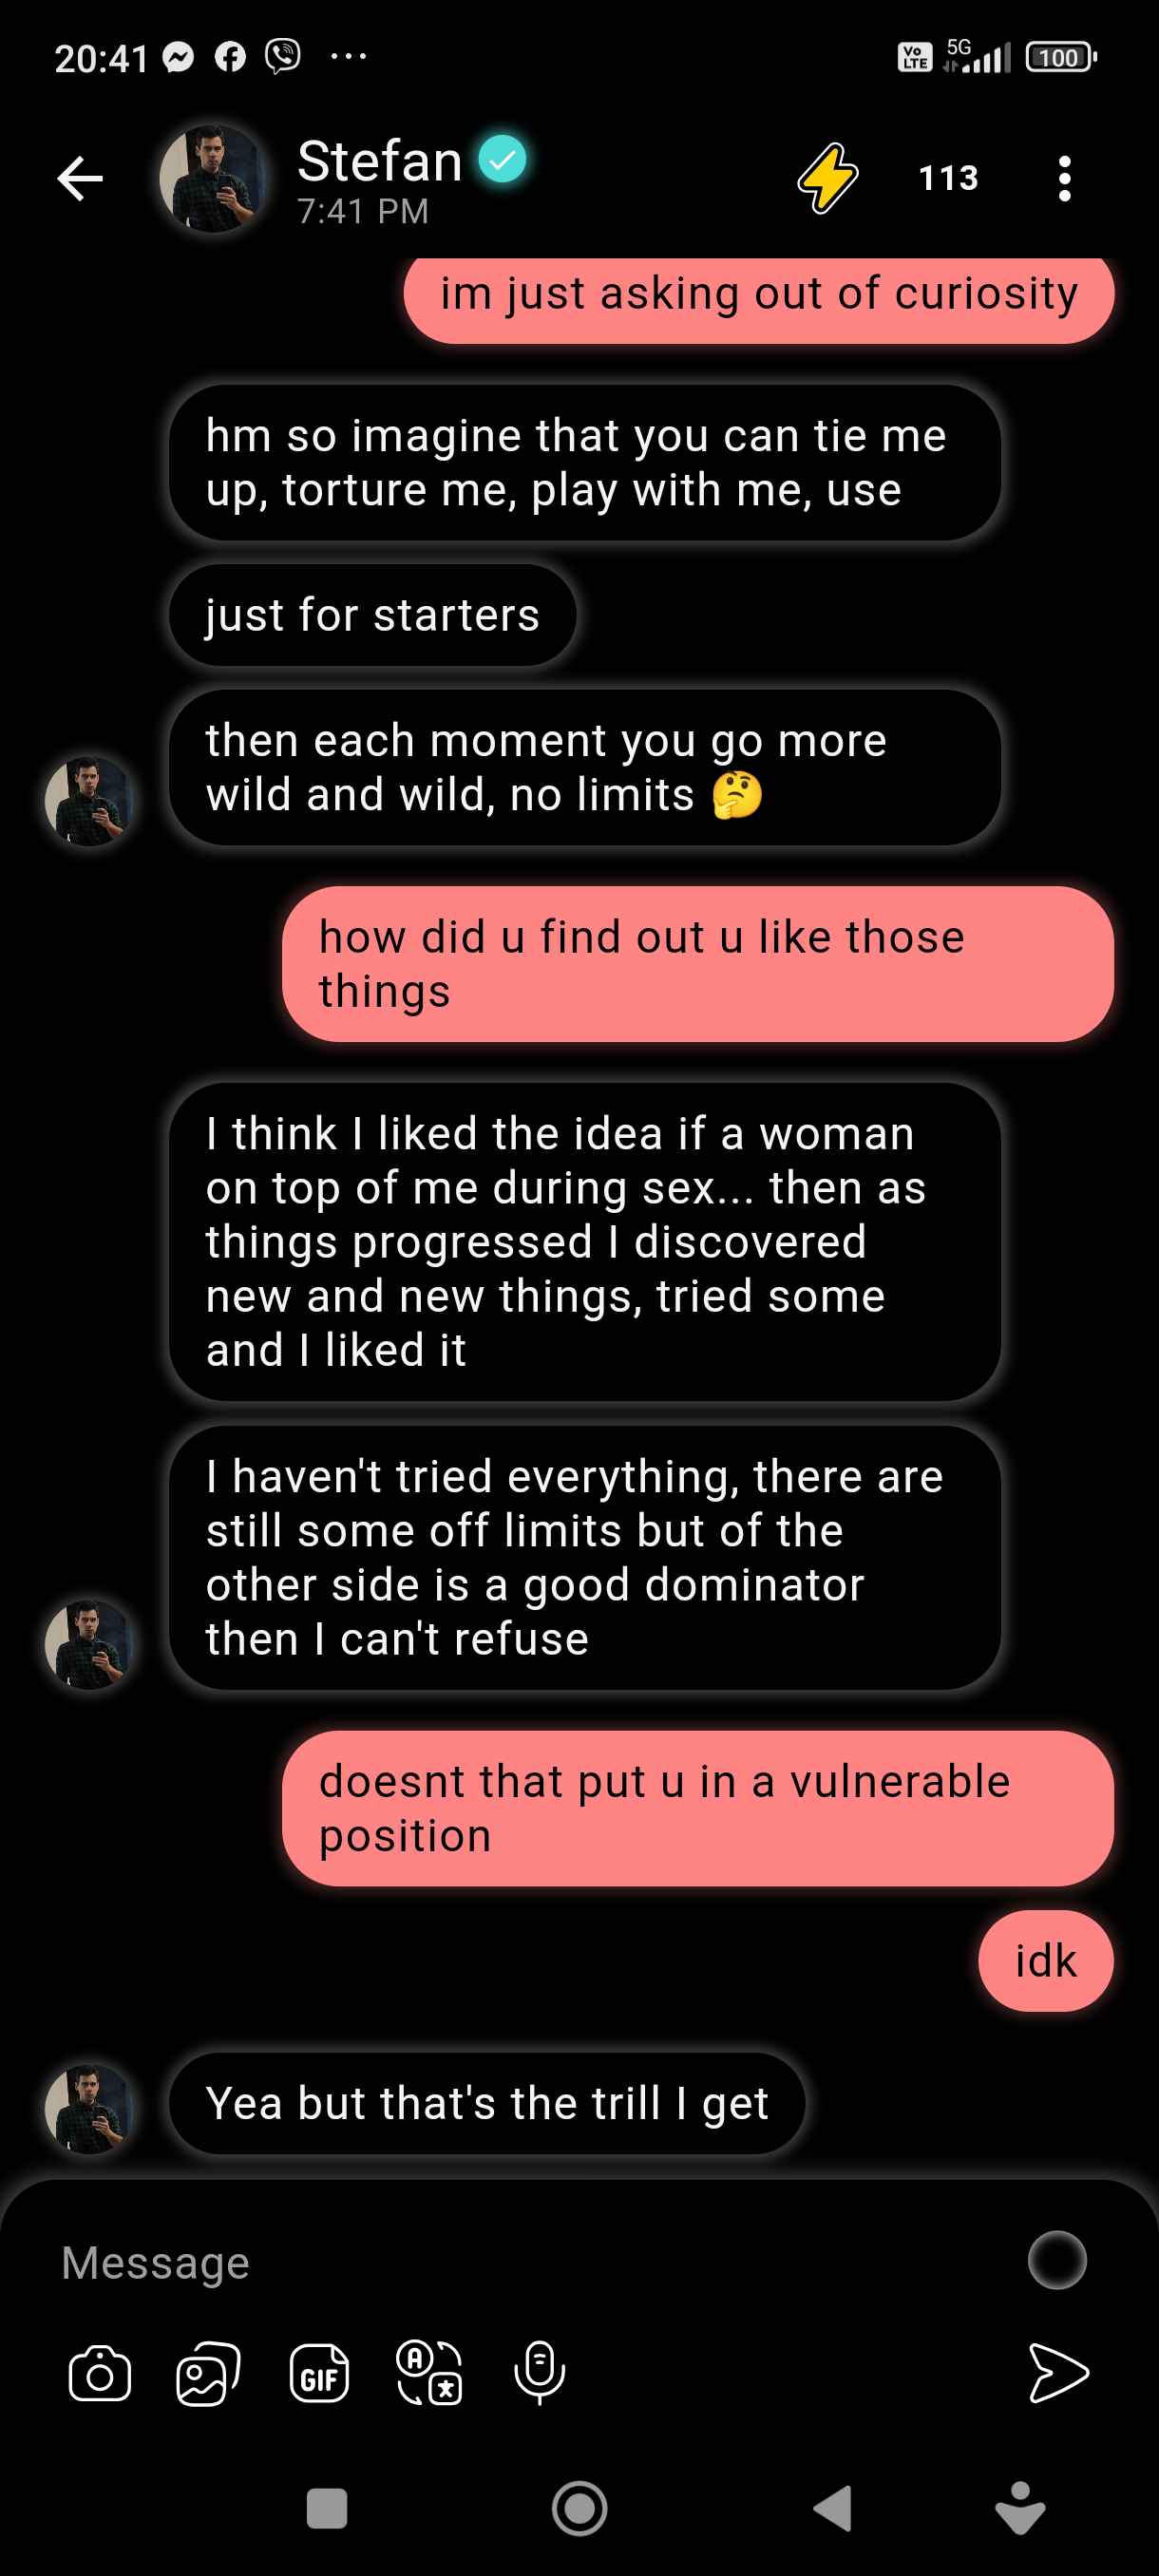 20:41
Vo LTE
5G
100
Stefan
7:41 PM
113
im just asking out of curiosity
hm so imagine that you can tie me
up, torture me, play with me, use
just for starters
then each moment you go more
wild and wild, no limits 🤔
how did u find out u like those
things
I think I liked the idea if a woman
on top of me during sex... then as
things progressed I discovered
new and new things, tried some
and I liked it
I haven't tried everything, there are
still some off limits but of the
other side is a good dominator
then I can't refuse
doesnt that put u in a vulnerable
position
idk
Yea but that's the trill I get
Message
GIF
A